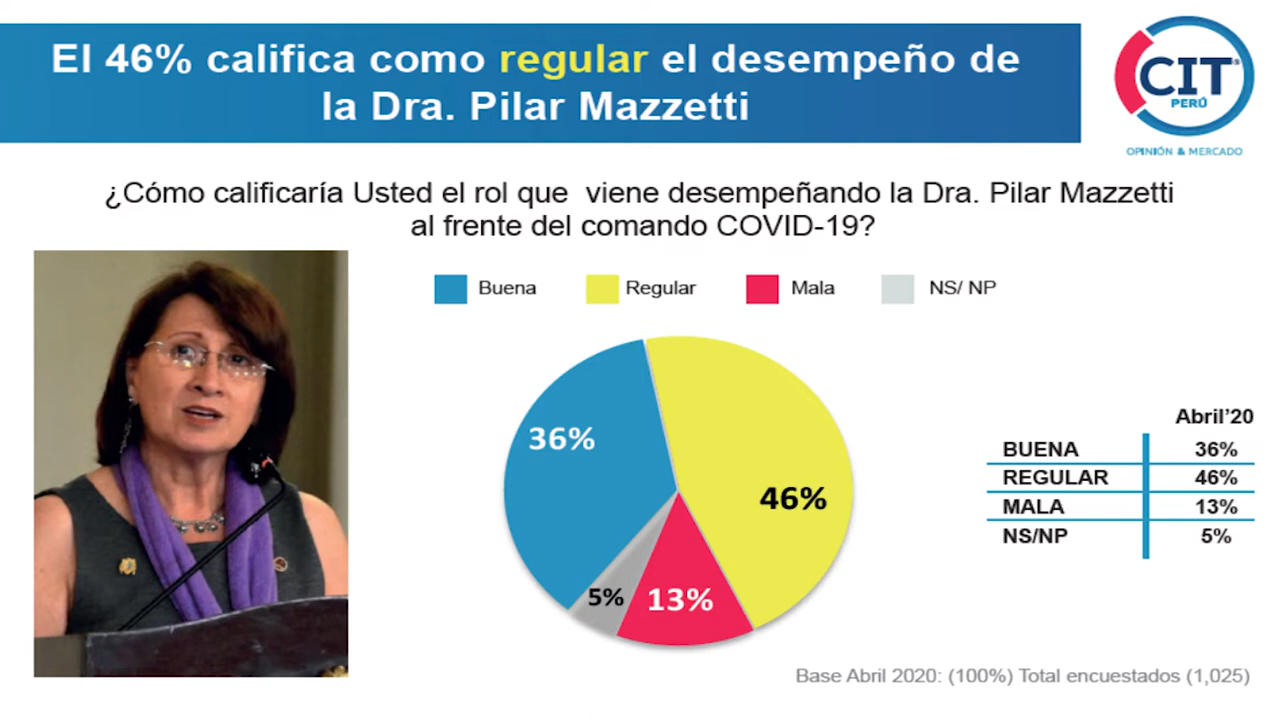 El 46% califica como regular el desempeño de
la Dra. Pilar Mazzetti
CIT®
PERÚ
OPINIÓN & MERCADO
¿Cómo calificaría Usted el rol que viene desempeñando la Dra. Pilar Mazzetti
al frente del comando COVID-19?
Buena Regular Mala NS/ NP
36%
46%
5%
13%
Abril'20
BUENA 36%
REGULAR 46%
MALA 13%
NS/NP 5%
Base Abril 2020: (100%) Total encuestados (1,025)